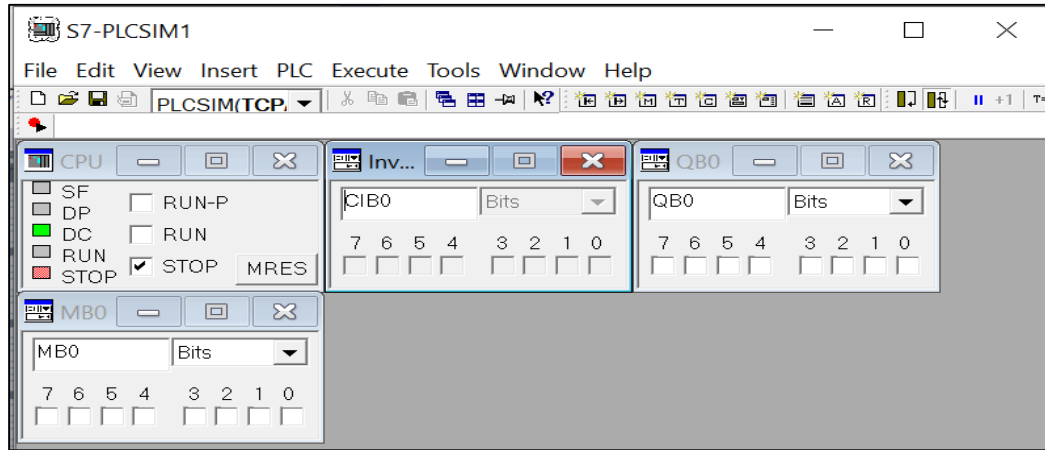 S7-PLCSIM1
File Edit View Insert PLC Execute Tools Window Help
PLCSIM(TCP. +1 T=
CPU
SF
DP
DC
RUN
STOP
RUN-P
RUN
STOP MRES
Inv...
CIB0 Bits
7 6 5 4 3 2 1 0
QB0
QB0 Bits
7 6 5 4 3 2 1 0
MB0
MB0 Bits
7 6 5 4 3 2 1 0